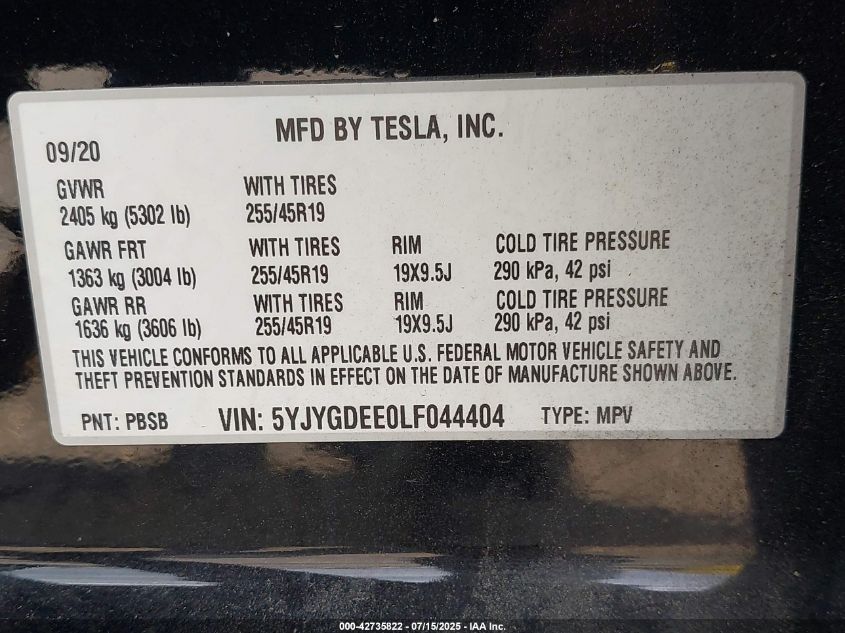 MFD BY TESLA, INC.
09/20
GVWR WITH TIRES
2405 kg (5302 lb) 255/45R19
GAWR FRT WITH TIRES RIM COLD TIRE PRESSURE
1363 kg (3004 lb) 255/45R19 19X9.5J 290 kPa, 42 psi
GAWR RR WITH TIRES RIM COLD TIRE PRESSURE
1636 kg (3606 lb) 255/45R19 19X9.5J 290 kPa, 42 psi
THIS VEHICLE CONFORMS TO ALL APPLICABLE U.S. FEDERAL MOTOR VEHICLE SAFETY AND
THEFT PREVENTION STANDARDS IN EFFECT ON THE DATE OF MANUFACTURE SHOWN ABOVE.
PNT: PBSB VIN: 5YJYGDEE0LF044404 TYPE: MPV
000-42735822 - 07/15/2025 - IAA Inc.